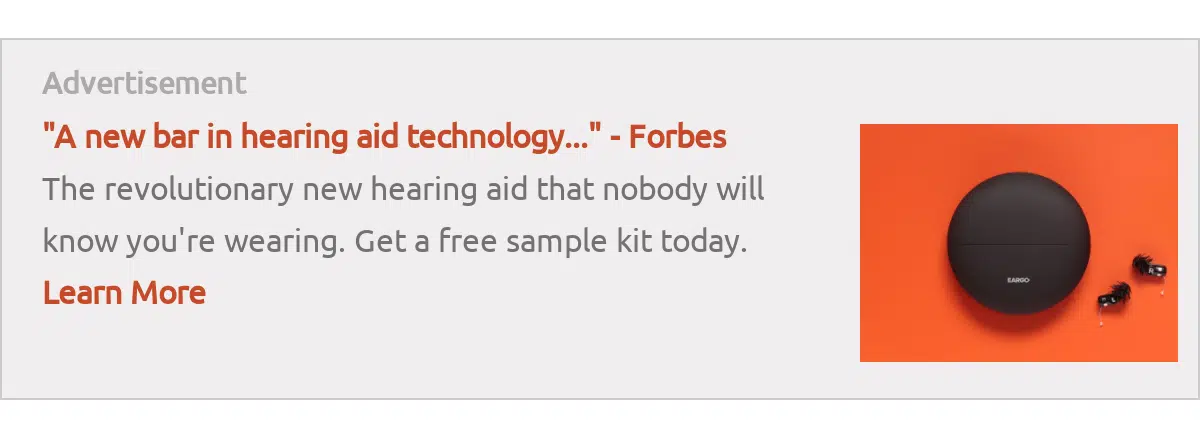 Advertisement
"A new bar in hearing aid technology..." - Forbes
The revolutionary new hearing aid that nobody will
know you're wearing. Get a free sample kit today.
Learn More
EARGO